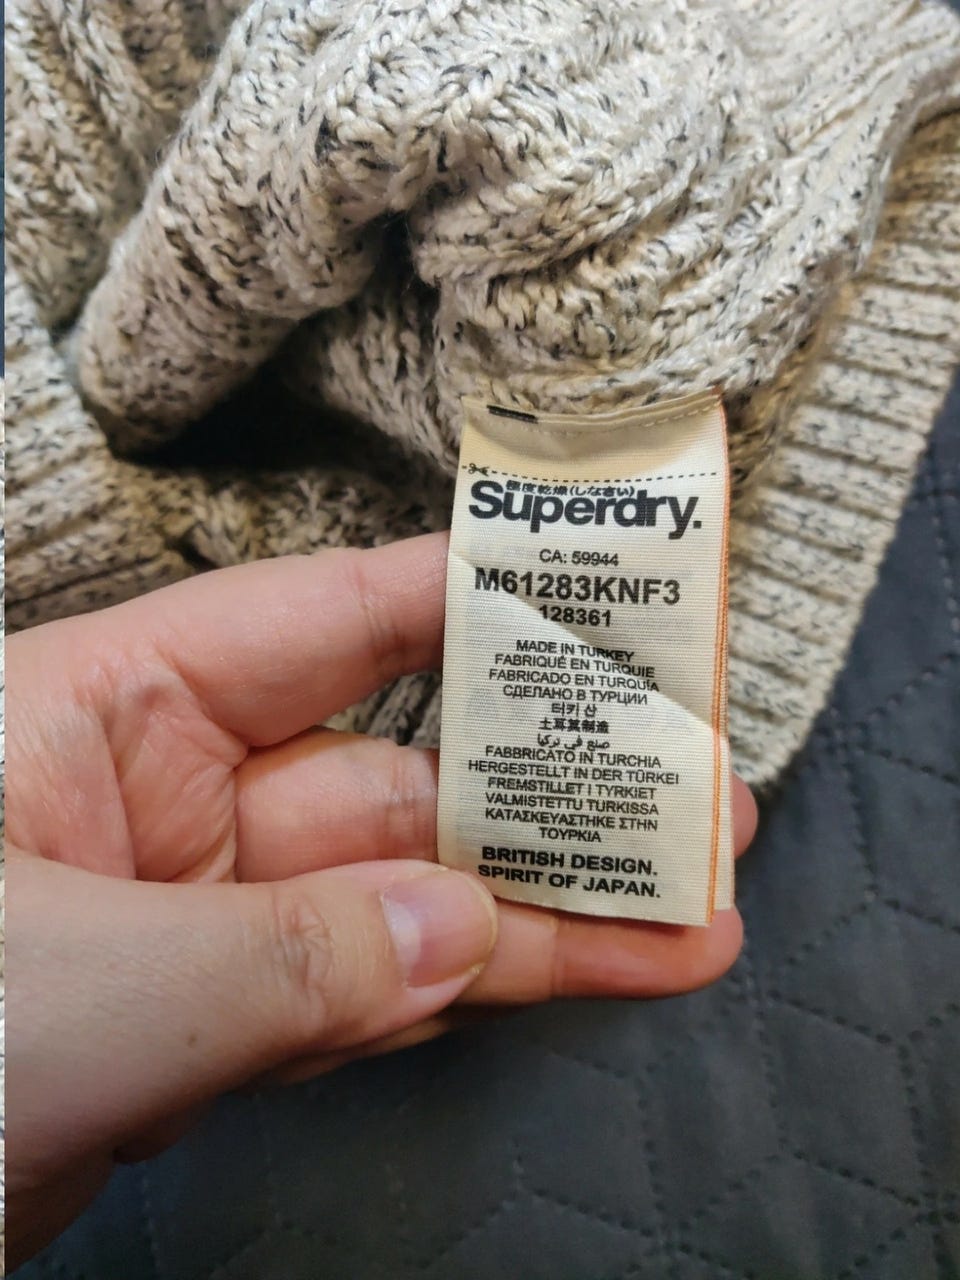 極度乾燥(しなさい)
Superdry.
CA: 59944
M61283KNF3
128361
MADE IN TURKEY
FABRIQUÉ EN TURQUIE
FABRICADO EN TURQUÍA
СДЕЛАНО В ТУРЦИИ
터키 산
土耳其制造
صنع في تركيا
FABBRICATO IN TURCHIA
HERGESTELLT IN DER TÜRKEI
FREMSTILLET I TYRKIET
VALMISTETTU TURKISSA
ΚΑΤΑΣΚΕΥΑΣΤΗΚΕ ΣΤΗΝ
ΤΟΥΡΚΙΑ
BRITISH DESIGN.
SPIRIT OF JAPAN.